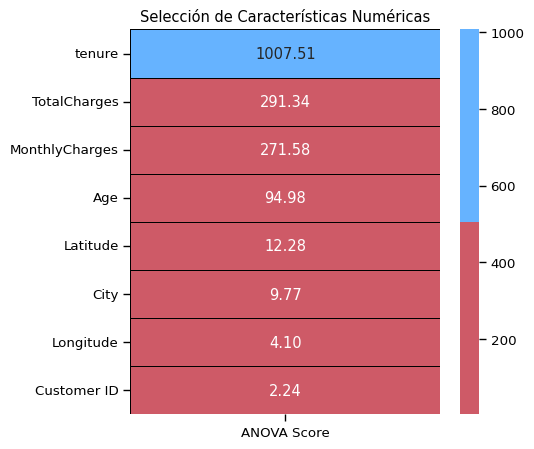 Selección de Características Numéricas
tenure 1007.51
TotalCharges 291.34
MonthlyCharges 271.58
Age 94.98
Latitude 12.28
City 9.77
Longitude 4.10
Customer ID 2.24
ANOVA Score
1000
800
600
400
200